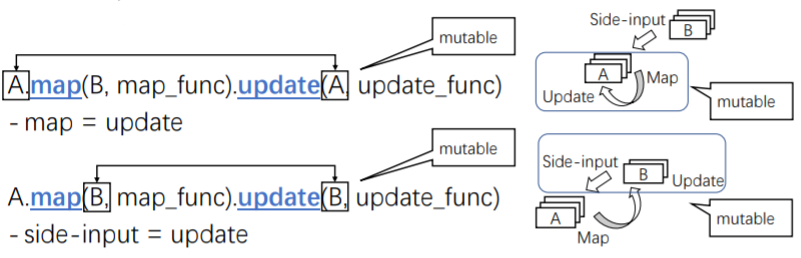 mutable
A.map(B, map_func).update(A, update_func)
- map = update
mutable
A.map(B, map_func).update(B, update_func)
- side-input = update
Side-input
B
A
Map
Update
mutable
Side-input
B
Update
A
Map
mutable